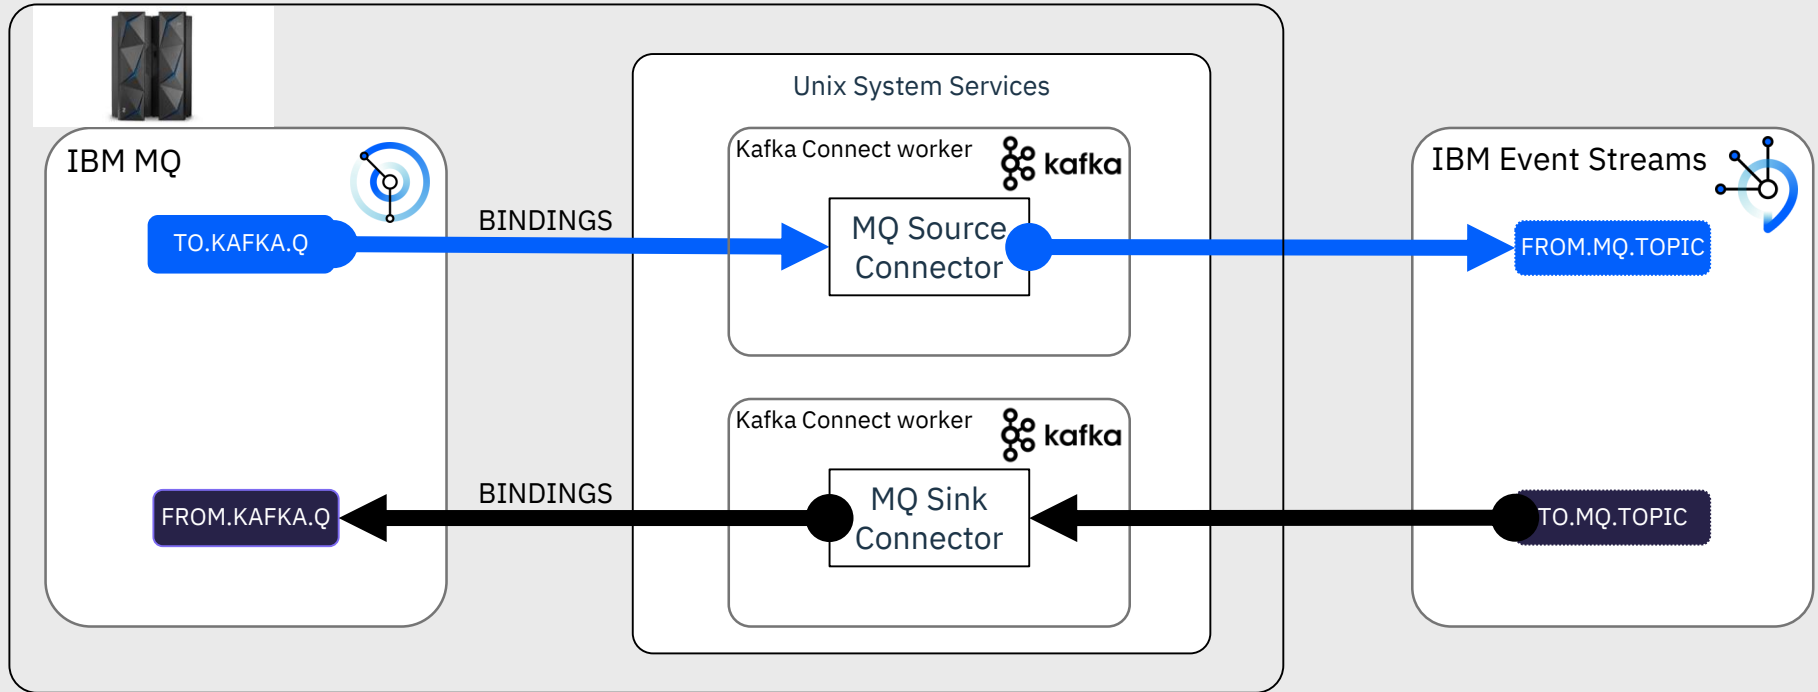 Unix System Services
IBM MQ
Kafka Connect worker
kafka
IBM Event Streams
TO.KAFKA.Q
BINDINGS
MQ Source
Connector
FROM.MQ.TOPIC
Kafka Connect worker
kafka
FROM.KAFKA.Q
BINDINGS
MQ Sink
Connector
TO.MQ.TOPIC